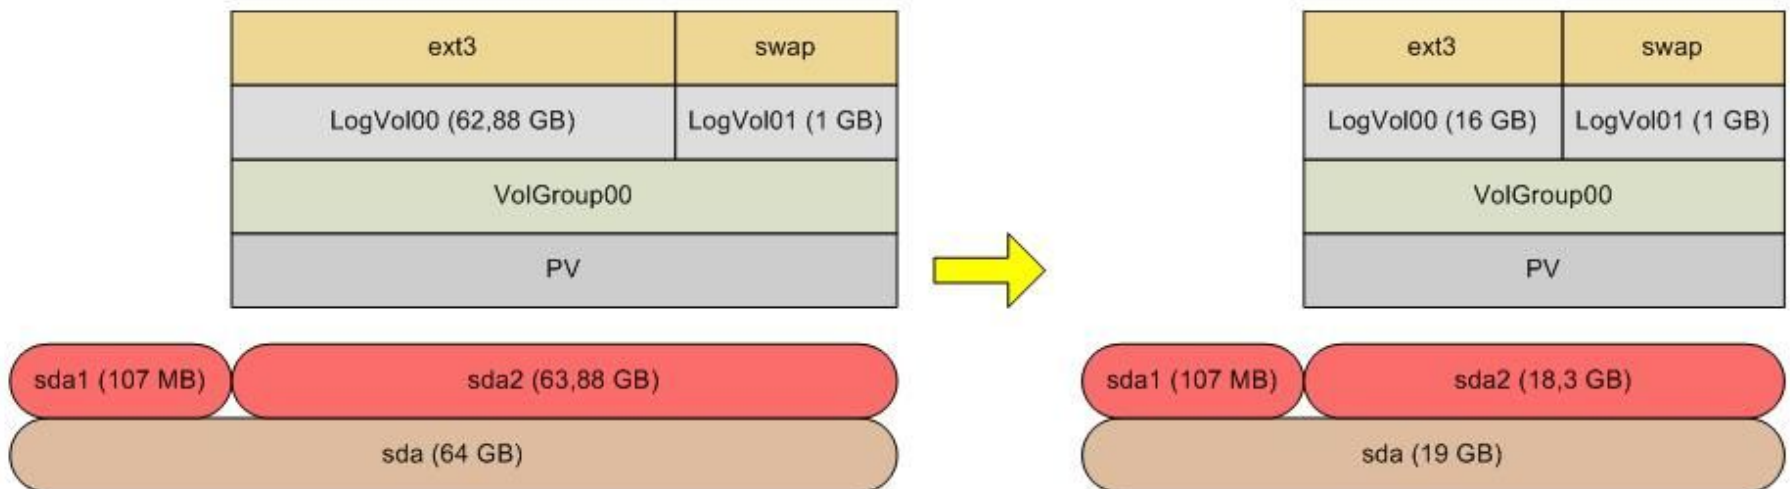 ext3
swap
LogVol00 (62,88 GB)
LogVol01 (1 GB)
VolGroup00
PV
sda1 (107 MB)
sda2 (63,88 GB)
sda (64 GB)
ext3
swap
LogVol00 (16 GB)
LogVol01 (1 GB)
VolGroup00
PV
sda1 (107 MB)
sda2 (18,3 GB)
sda (19 GB)